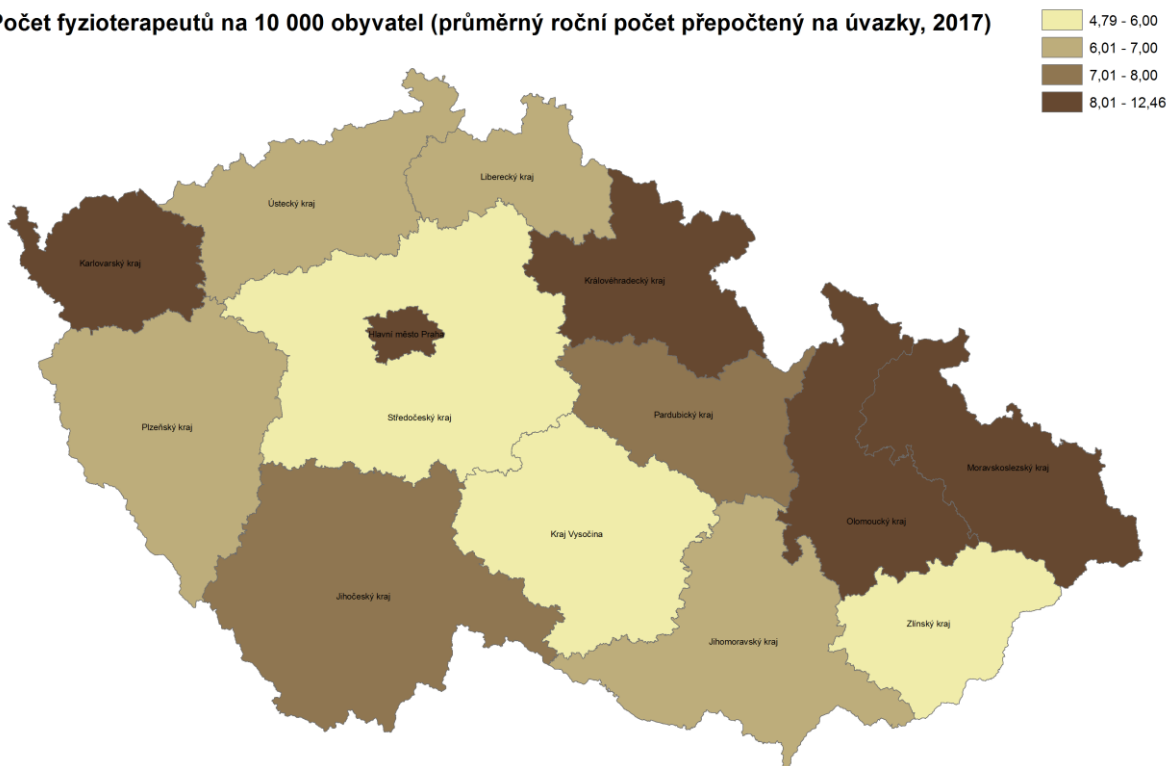 Počet fyzioterapeutů na 10 000 obyvatel (průměrný roční počet přepočtený na úvazky, 2017)
4,79 - 6,00
6,01 - 7,00
7,01 - 8,00
8,01 - 12,46
Liberecký kraj
Ústecký kraj
Karlovarský kraj
Královéhradecký kraj
Hlavní město Praha
Středočeský kraj
Pardubický kraj
Plzeňský kraj
Moravskoslezský kraj
Olomoucký kraj
Kraj Vysočina
Jihočeský kraj
Zlínský kraj
Jihomoravský kraj